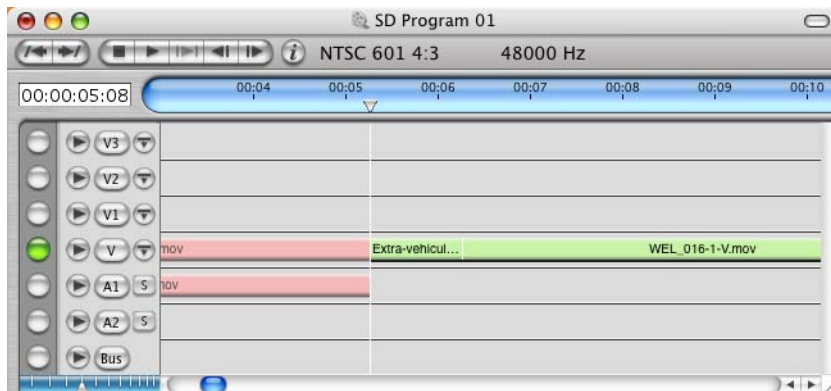 SD Program 01
NTSC 601 4:3 48000 Hz
00:00:05:08 00:04 00:05 00:06 00:07 00:08 00:09 00:10
V3
V2
V1
V mov Extra-vehicul... WEL_016-1-V.mov
A1 S mov
A2 S
Bus